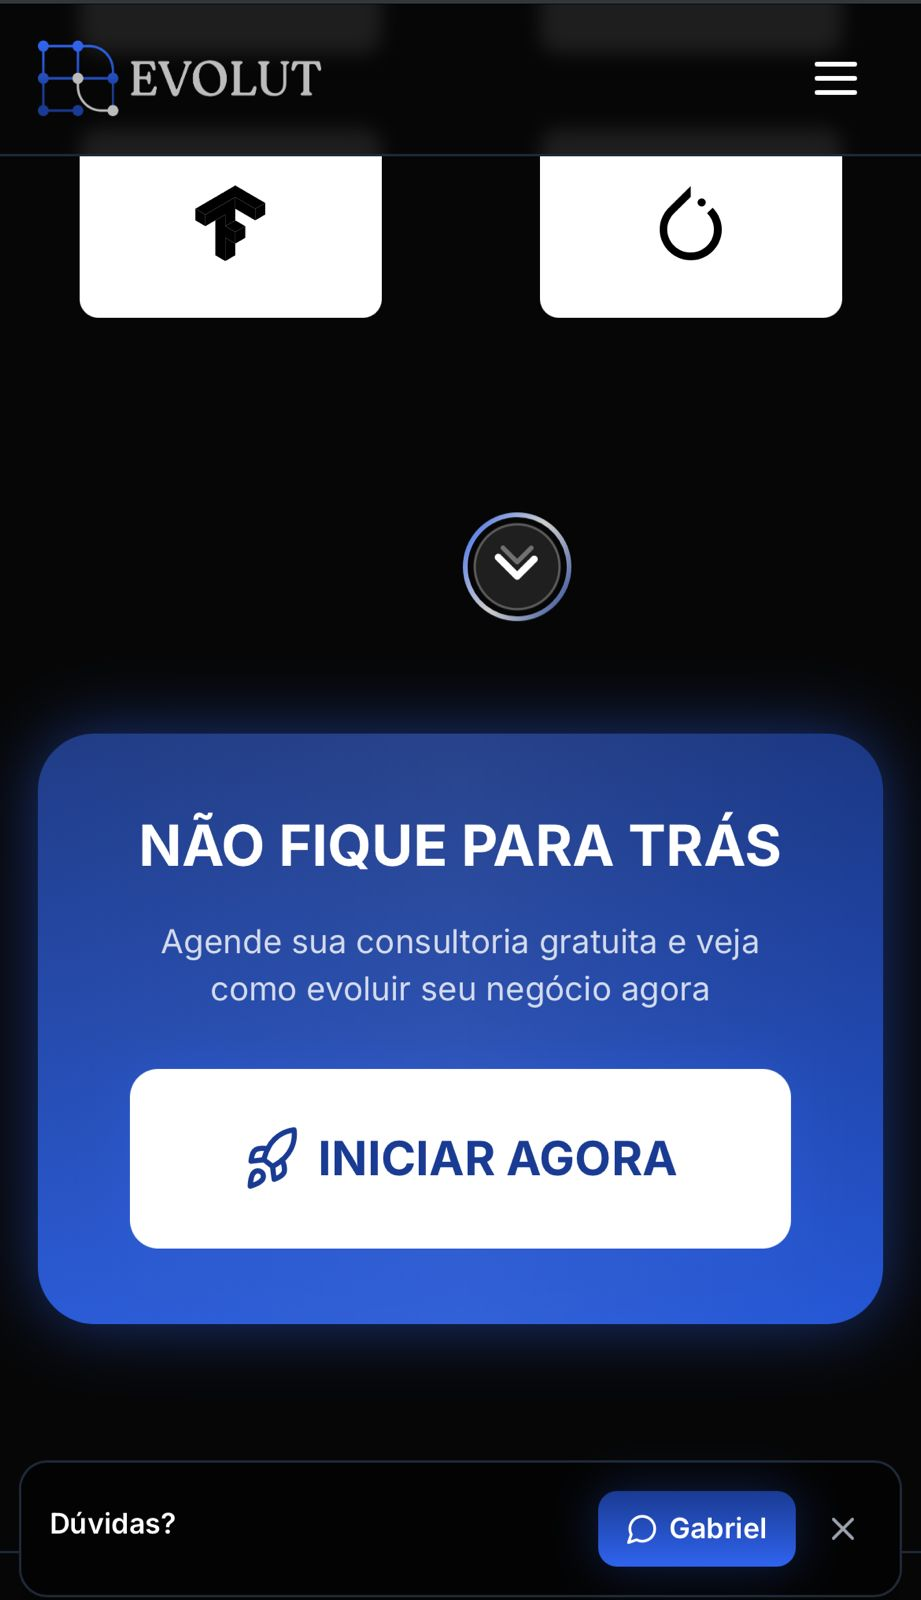 EVOLUT
NÃO FIQUE PARA TRÁS
Agende sua consultoria gratuita e veja
como evoluir seu negócio agora
INICIAR AGORA
Dúvidas?
Gabriel